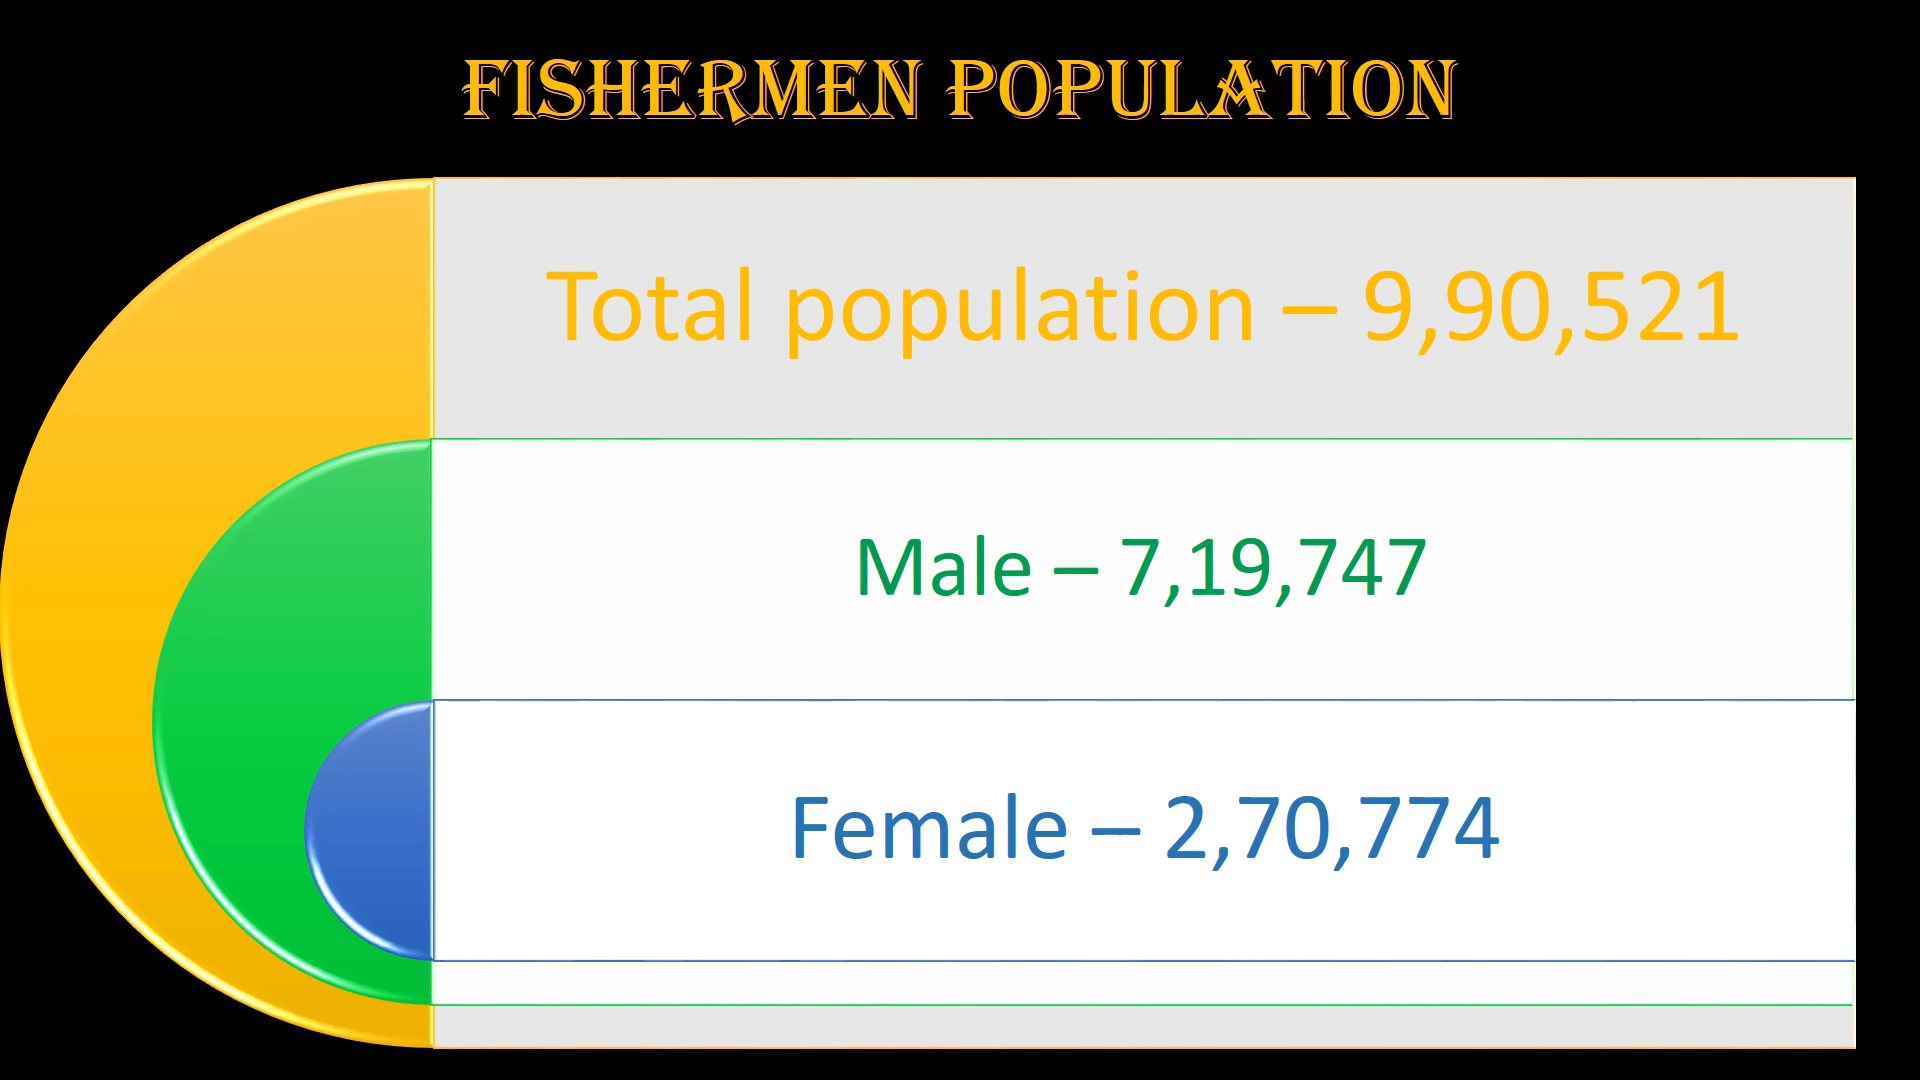 FISHERMEN POPULATION
Total population – 9,90,521
Male – 7,19,747
Female – 2,70,774